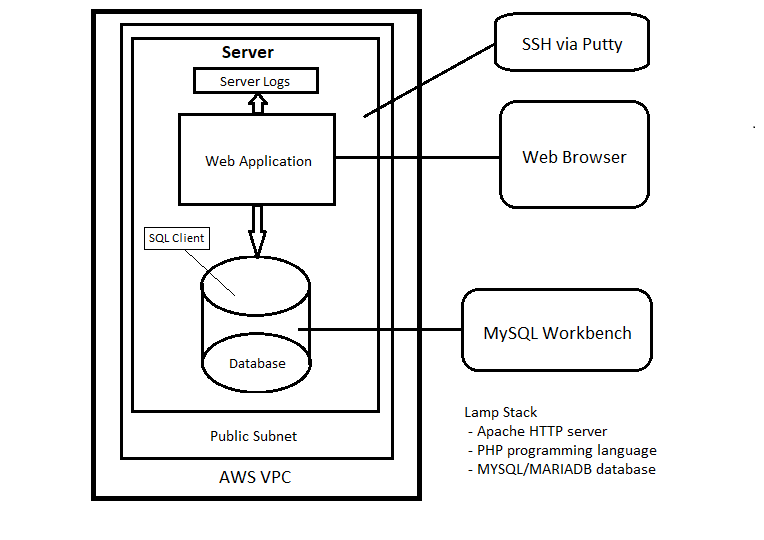 Server
Server Logs
Web Application
SQL Client
Database
Public Subnet
AWS VPC
SSH via Putty
Web Browser
MySQL Workbench
Lamp Stack
- Apache HTTP server
- PHP programming language
- MYSQL/MARIADB database